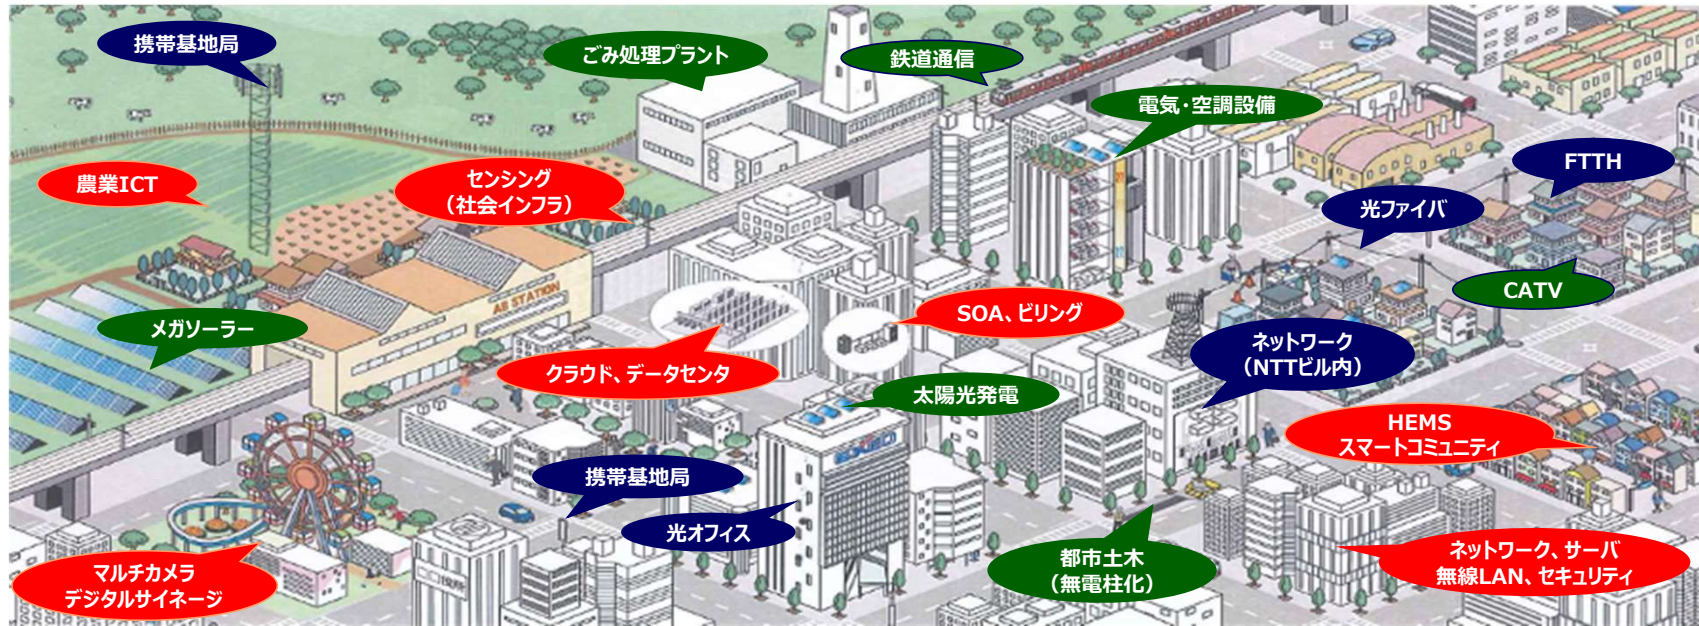 携帯基地局
ごみ処理プラント
鉄道通信
電気・空調設備
FTTH
農業ICT
センシング
（社会インフラ）
光ファイバ
CATV
AB STATION
メガソーラー
SOA、ビリング
ネットワーク
（NTTビル内）
クラウド、データセンタ
太陽光発電
HEMS
スマートコミュニティ
携帯基地局
光オフィス
都市土木
（無電柱化）
ネットワーク、サーバ
無線LAN、セキュリティ
マルチカメラ
デジタルサイネージ